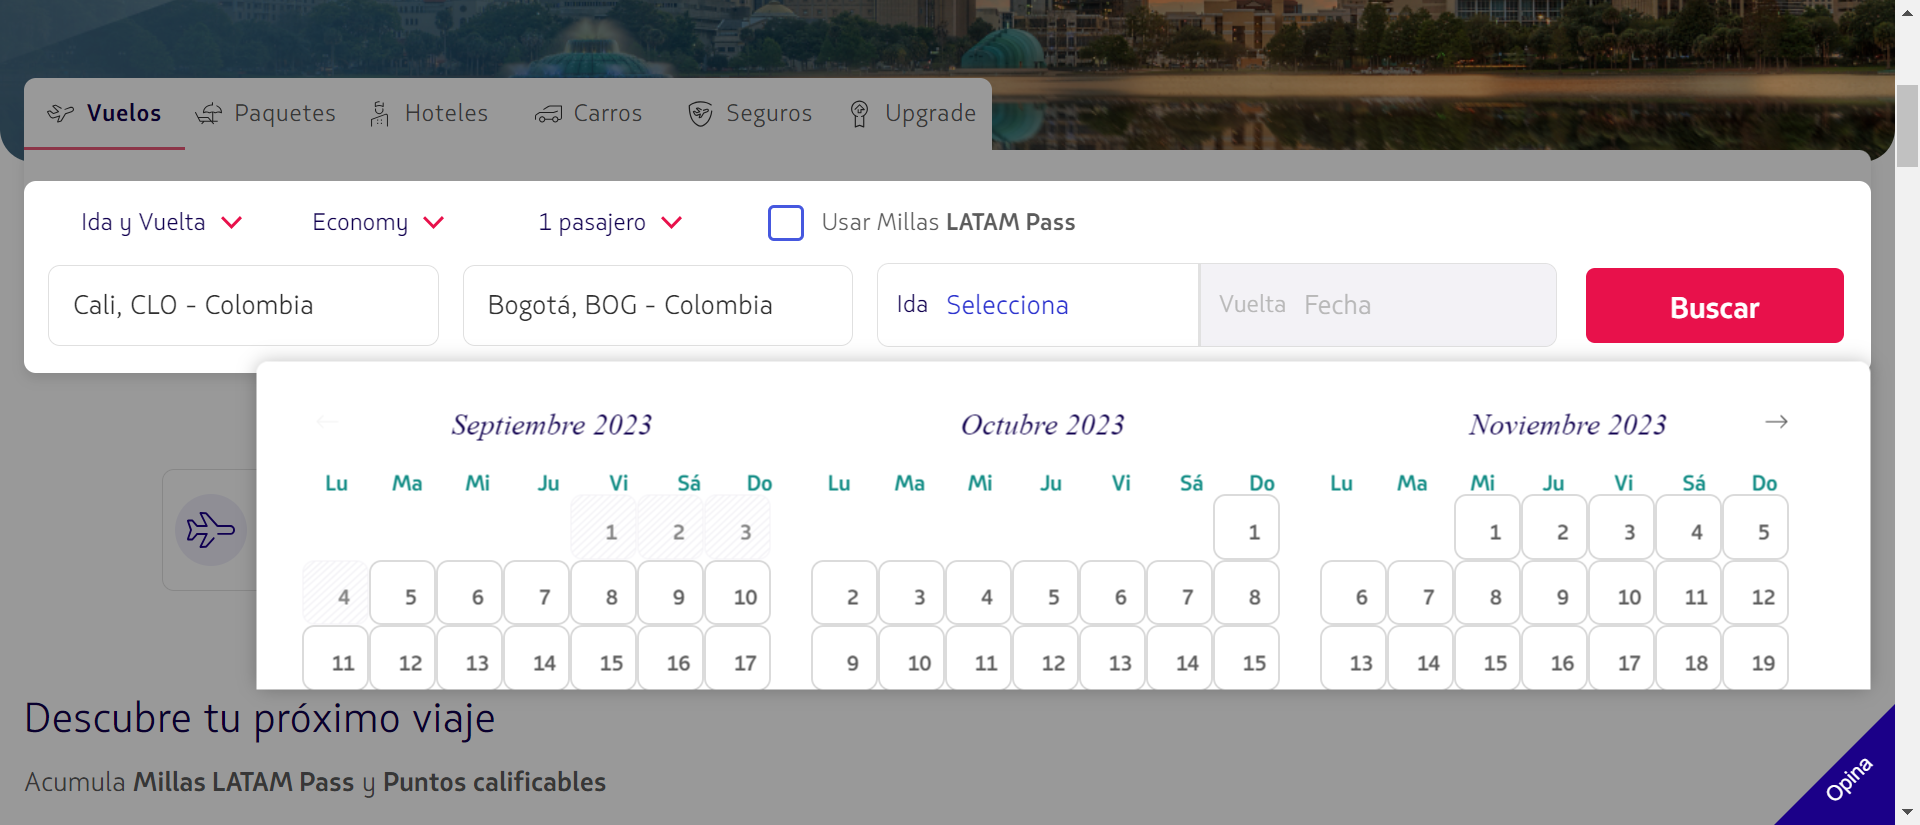 Vuelos Paquetes Hoteles Carros Seguros Upgrade
Ida y Vuelta Economy 1 pasajero Usar Millas LATAM Pass
Cali, CLO - Colombia Bogotá, BOG - Colombia Ida Selecciona Vuelta Fecha Buscar
Septiembre 2023 Octubre 2023 Noviembre 2023
Lu Ma Mi Ju Vi Sá Do Lu Ma Mi Ju Vi Sá Do Lu Ma Mi Ju Vi Sá Do
1 2 3 1 1 2 3 4 5
4 5 6 7 8 9 10 2 3 4 5 6 7 8 6 7 8 9 10 11 12
11 12 13 14 15 16 17 9 10 11 12 13 14 15 13 14 15 16 17 18 19
Descubre tu próximo viaje
Acumula Millas LATAM Pass y Puntos calificables
Opina